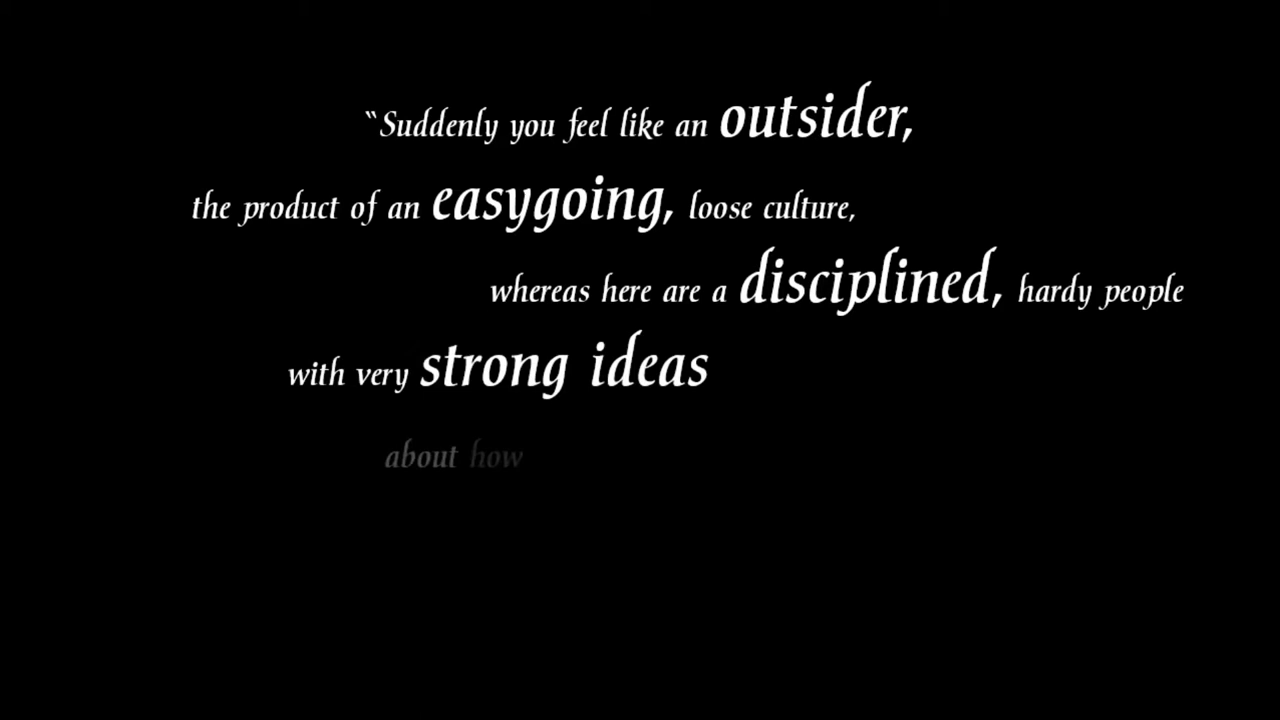 “Suddenly you feel like an outsider,
the product of an easygoing, loose culture,
whereas here are a disciplined, hardy people
with very strong ideas
about how